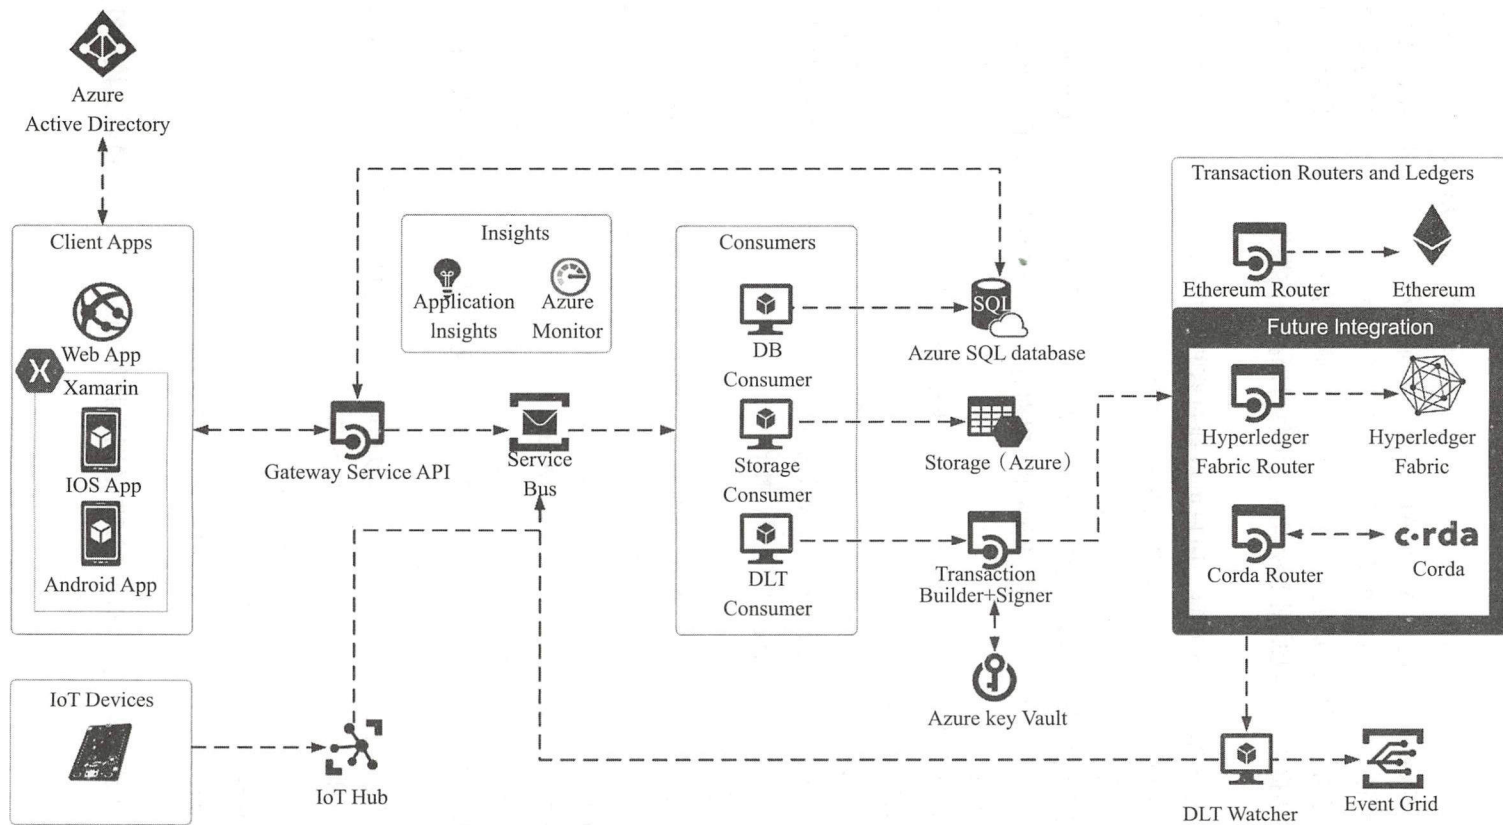 Azure
Active Directory
Client Apps
Web App
X
Xamarin
IOS App
Android App
IoT Devices
IoT Hub
Insights
Application
Insights
Azure
Monitor
Gateway Service API
Service
Bus
Consumers
DB
Consumer
Storage
Consumer
DLT
Consumer
SQL
Azure SQL database
Storage（Azure）
Transaction
Builder+Signer
Azure key Vault
Transaction Routers and Ledgers
Ethereum Router
Ethereum
Future Integration
Hyperledger
Fabric Router
Hyperledger
Fabric
Corda Router
c·rda
Corda
DLT Watcher
Event Grid